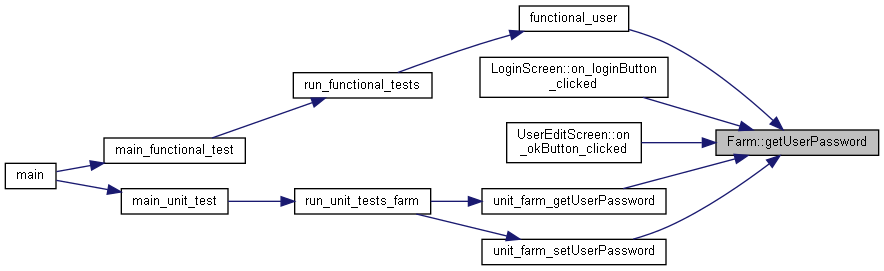 functional_user
LoginScreen::on_loginButton
_clicked
run_functional_tests
UserEditScreen::on
_okButton_clicked
Farm::getUserPassword
main_functional_test
main
main_unit_test
run_unit_tests_farm
unit_farm_getUserPassword
unit_farm_setUserPassword